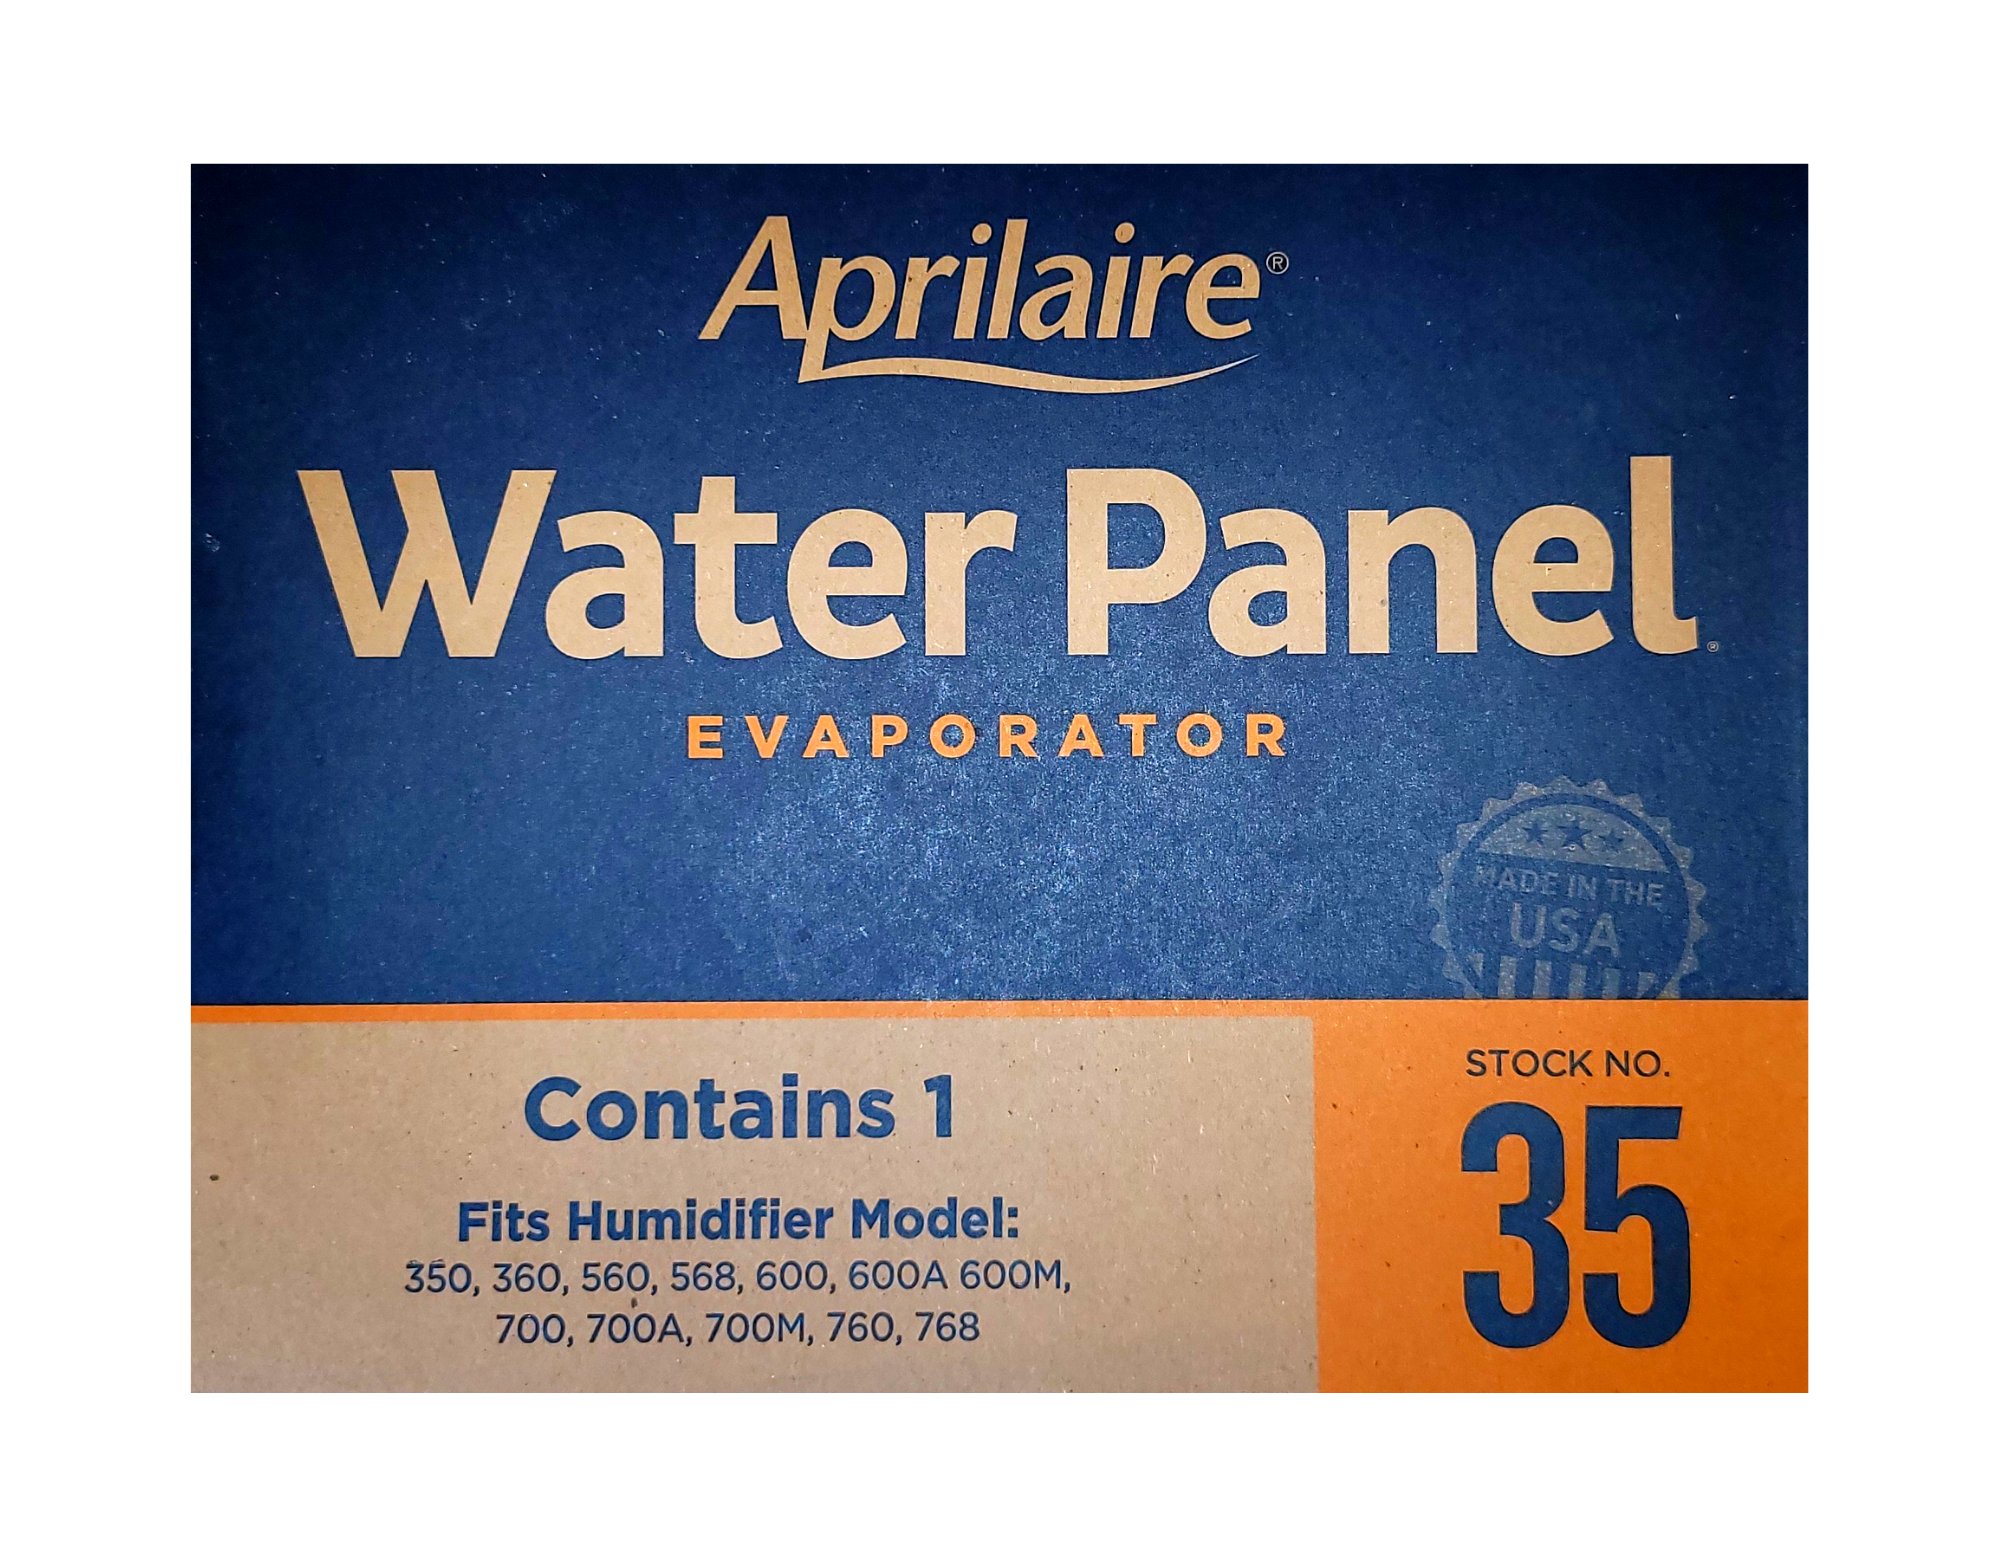 Aprilaire®
Water Panel®
EVAPORATOR
MADE IN THE
USA
Contains 1
Fits Humidifier Model:
350, 360, 560, 568, 600, 600A 600M,
700, 700A, 700M, 760, 768
STOCK NO.
35